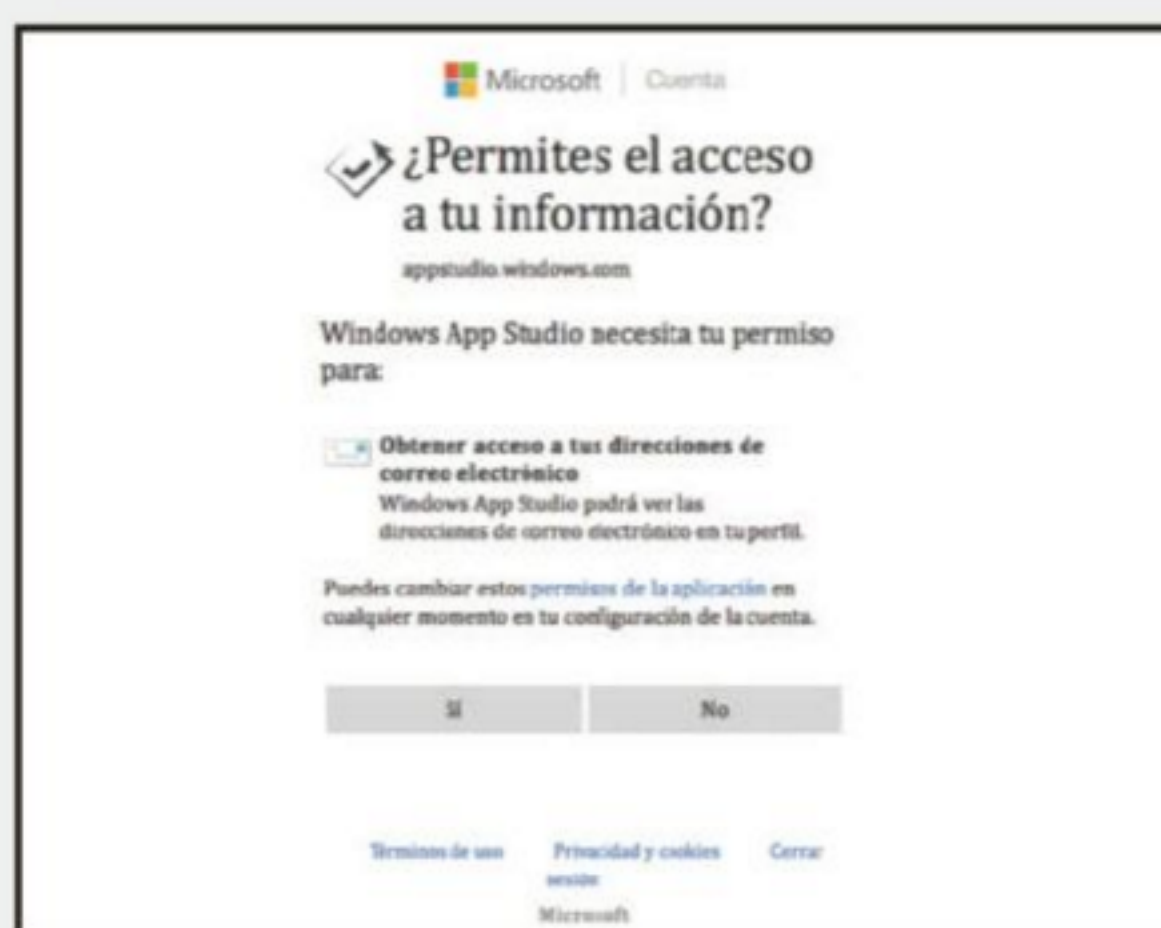 Microsoft | Cuenta
¿Permites el acceso
a tu información?
appstudio.windows.com
Windows App Studio necesita tu permiso
para:
Obtener acceso a tus direcciones de
correo electrónico
Windows App Studio podrá ver las
direcciones de correo electrónico en tu perfil.
Puedes cambiar estos permisos de la aplicación en
cualquier momento en tu configuración de la cuenta.
Sí No
Términos de uso Privacidad y cookies Cerrar
sesión
Microsoft